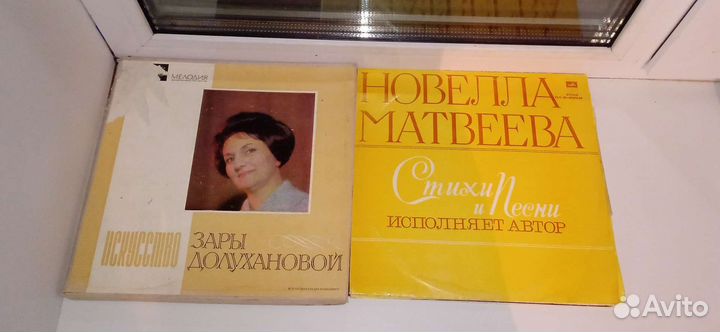 МЕЛОДИЯ
ИСКУССТВО
ЗАРЫ
ДОЛУХАНОВОЙ
НОВЕЛЛА
МАТВЕЕВА
Стихи
и Песни
ИСПОЛНЯЕТ АВТОР
Avito